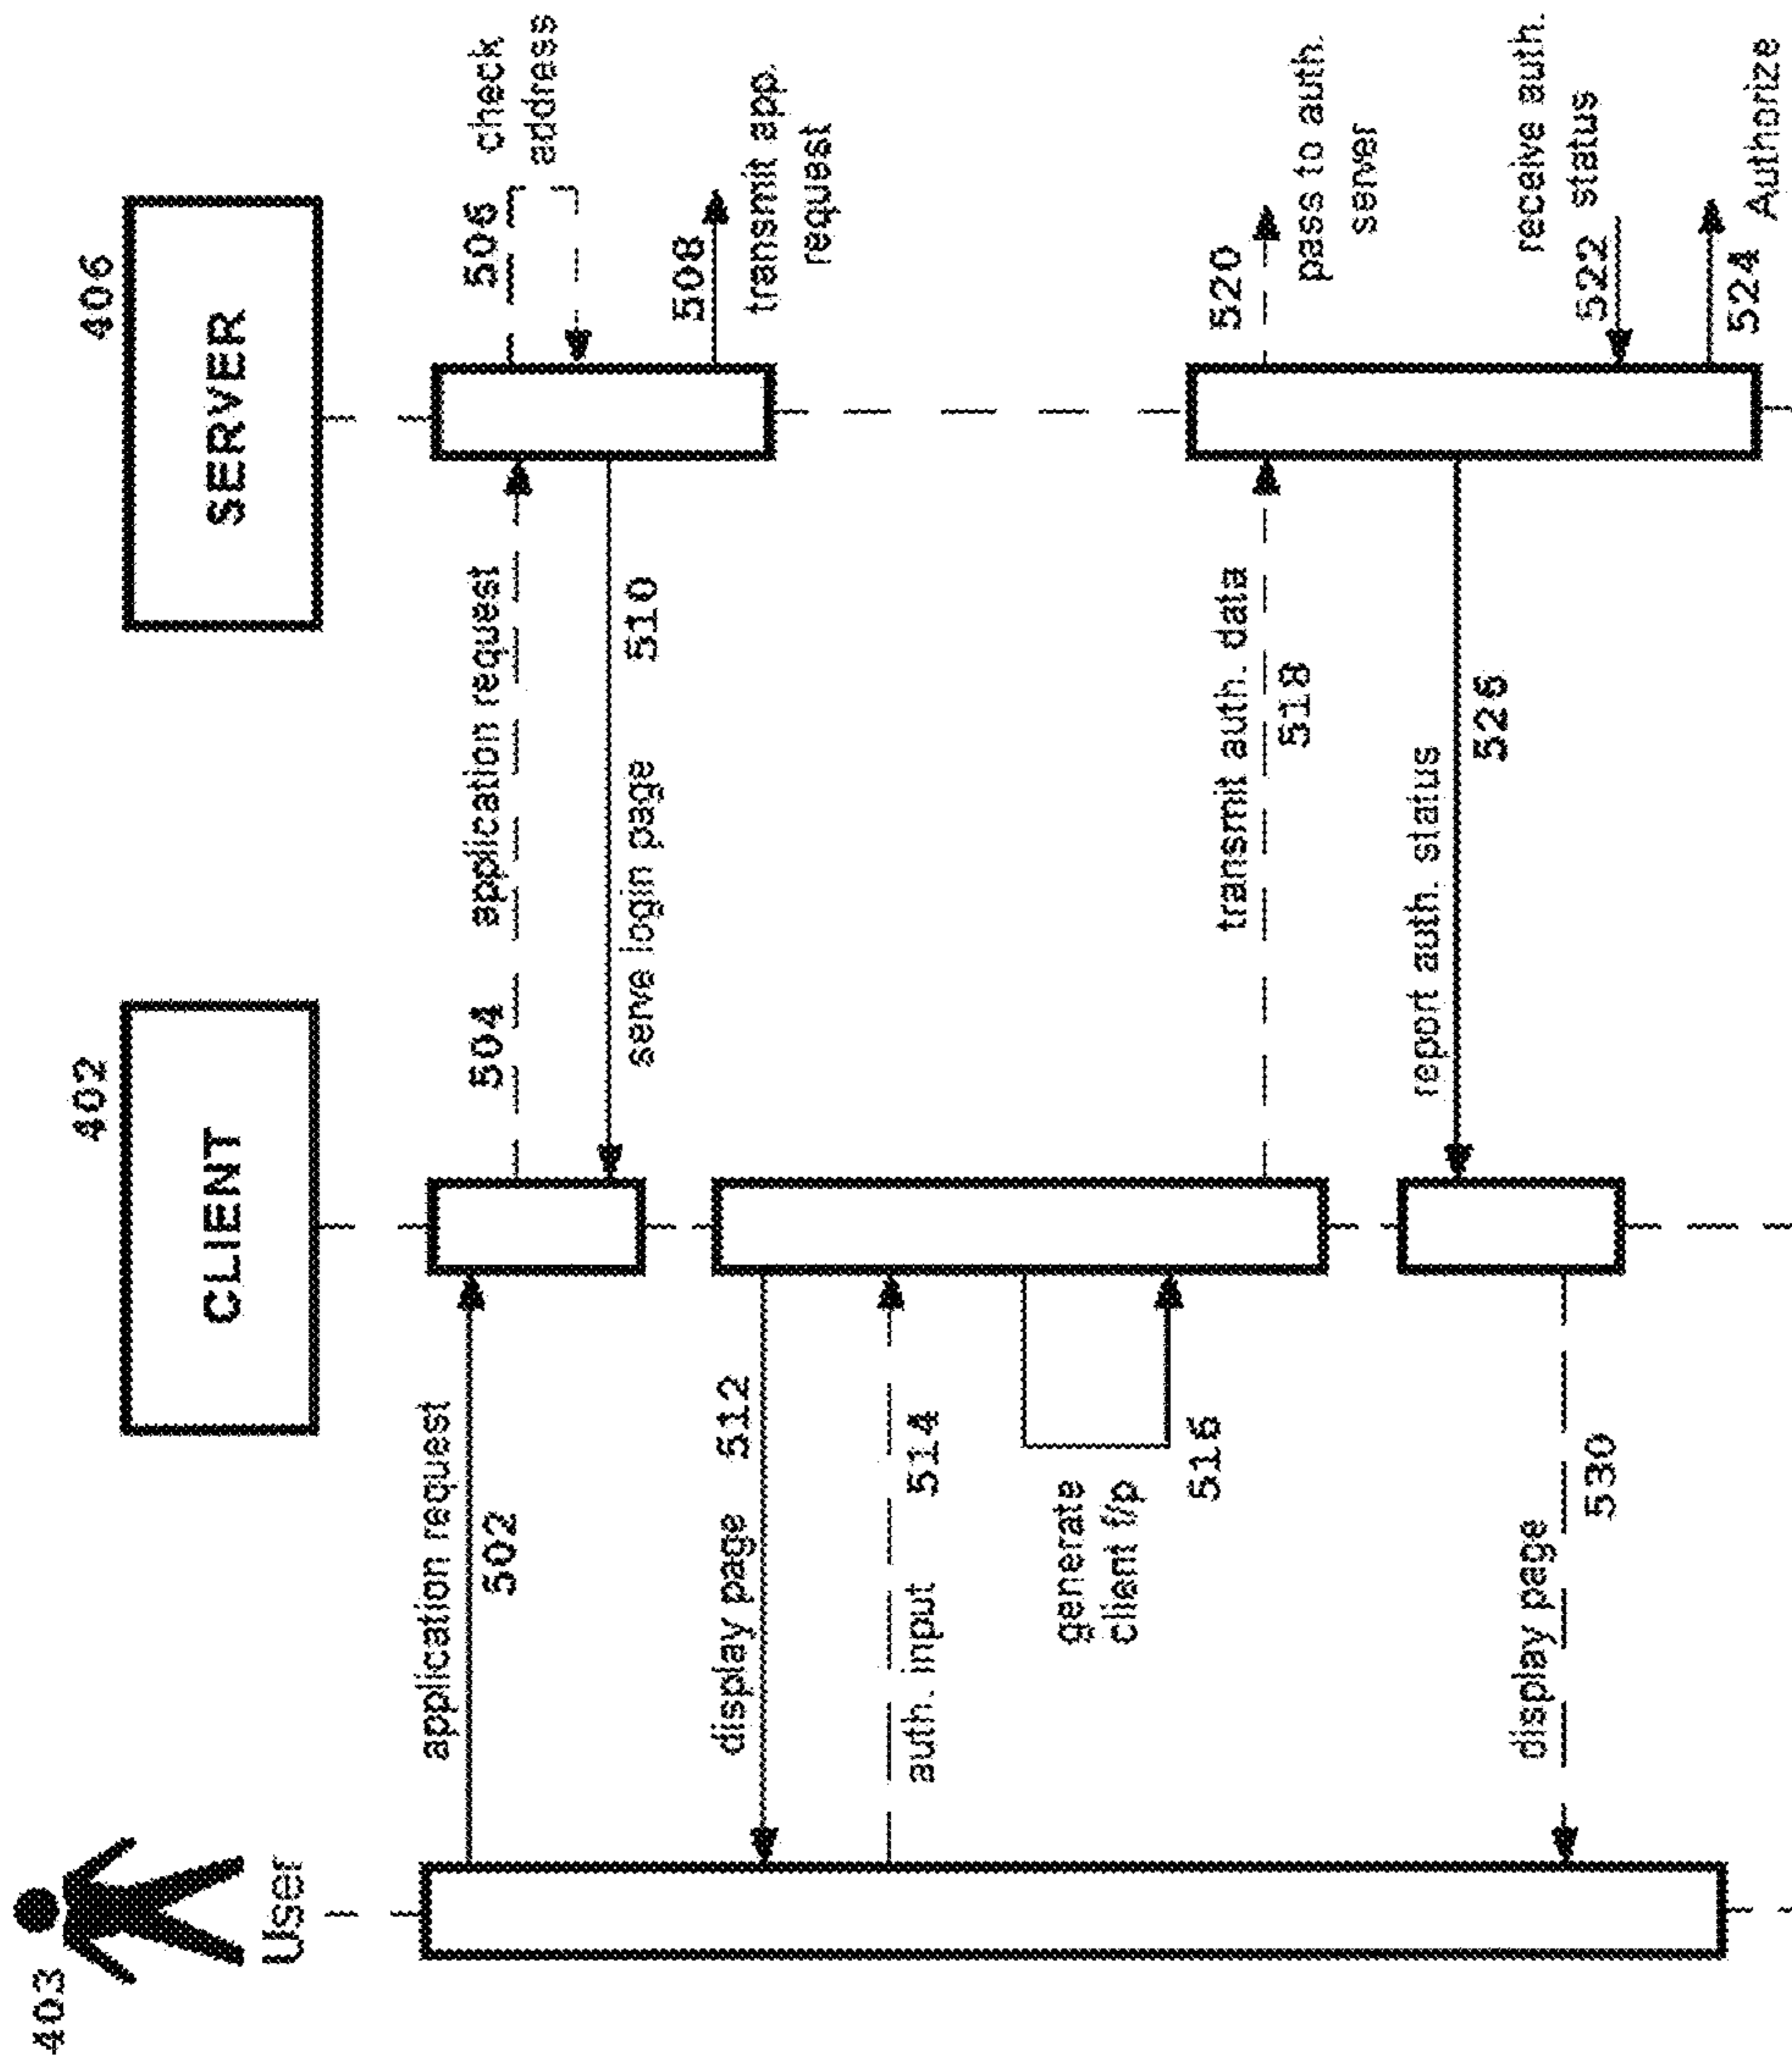 403
User
402
CLIENT
406
SERVER
application request
502
504 application request
506 check
address
serve login page 510
508
transmit app.
request
display page 512
auth. input 514
generate
client f/p
516
transmit auth. data
518
520
pass to auth.
server
report auth. status
526
receive auth.
522 status
display page
530
524
Authorize